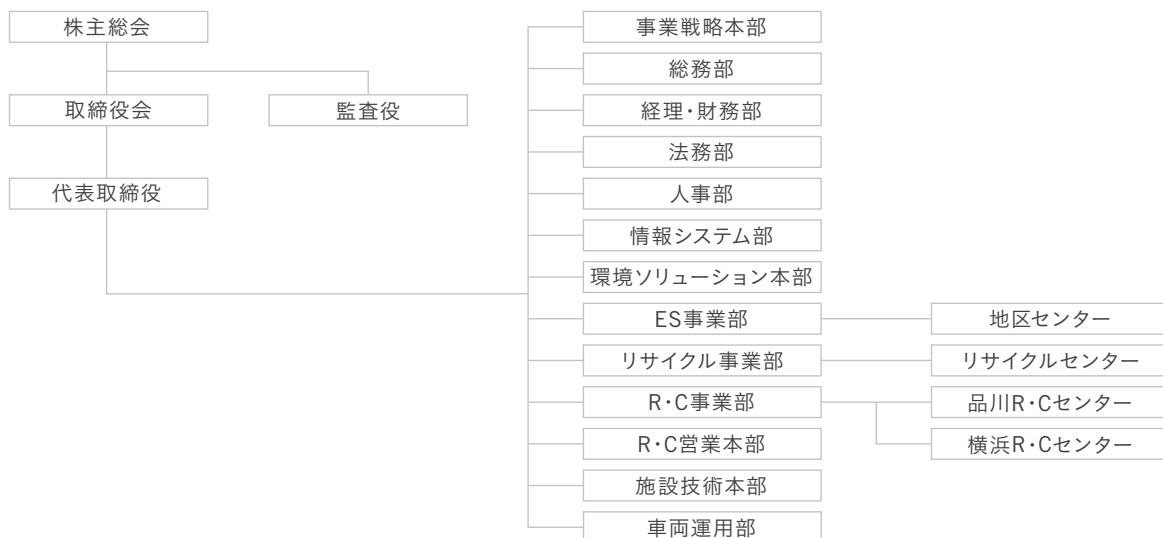 株主総会
取締役会
監査役
代表取締役
事業戦略本部
総務部
経理・財務部
法務部
人事部
情報システム部
環境ソリューション本部
ES事業部
地区センター
リサイクル事業部
リサイクルセンター
R・C事業部
品川R・Cセンター
R・C営業本部
横浜R・Cセンター
施設技術本部
車両運用部